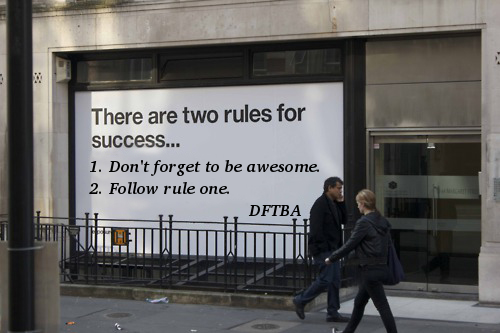 There are two rules for
success...
1. Don't forget to be awesome.
2. Follow rule one.
DFTBA
H